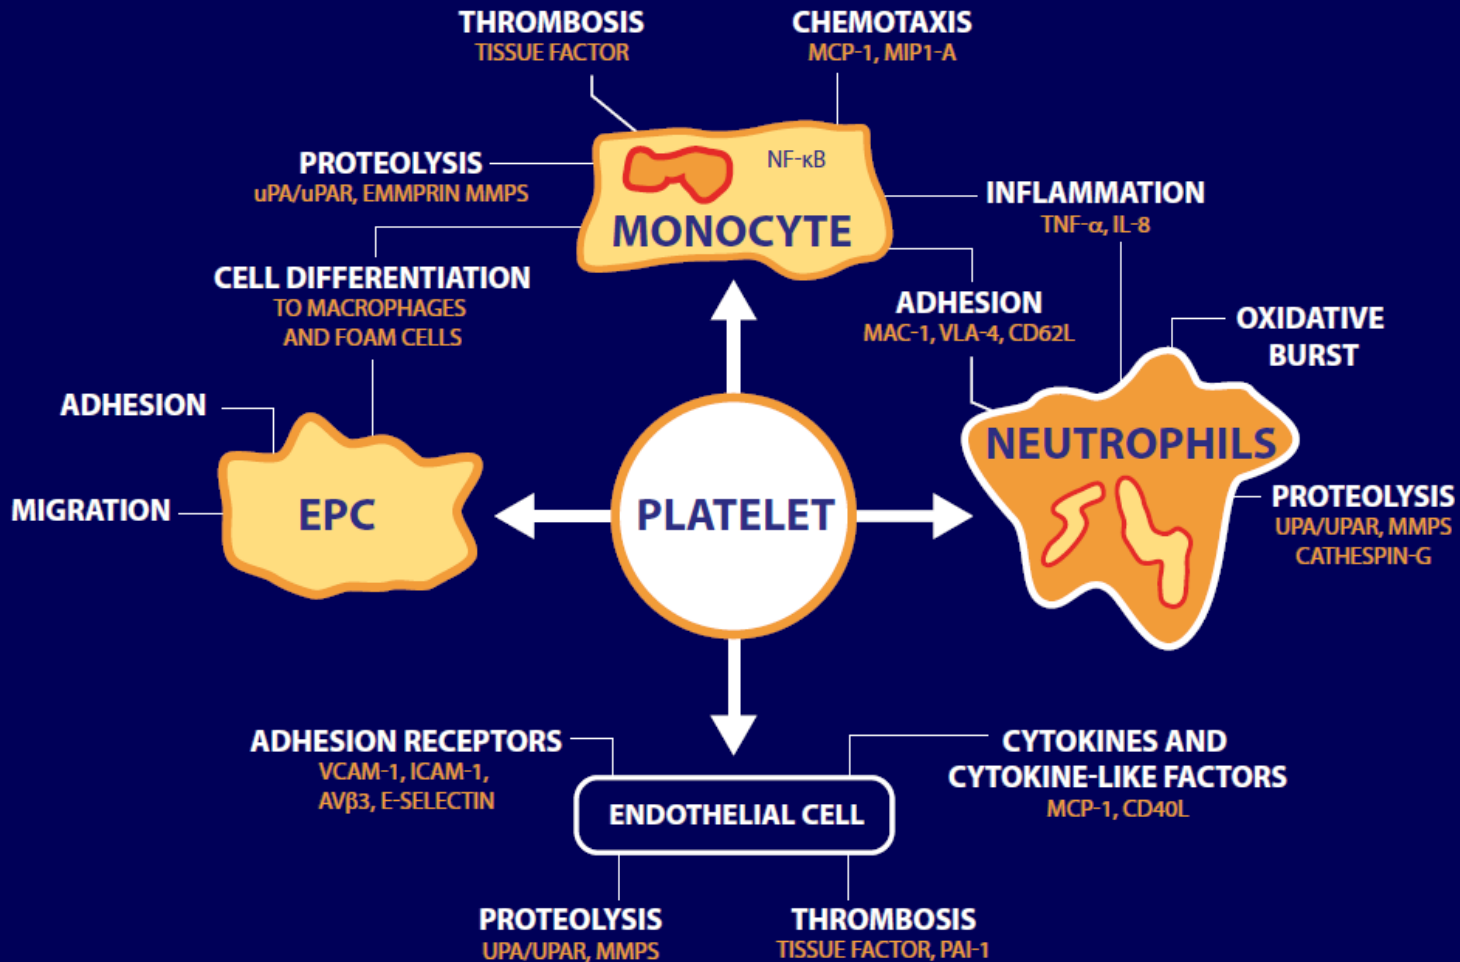 THROMBOSIS
TISSUE FACTOR
CHEMOTAXIS
MCP-1, MIP1-A
PROTEOLYSIS
uPA/uPAR, EMMPRIN MMPS
NF-κB
MONOCYTE
INFLAMMATION
TNF-α, IL-8
CELL DIFFERENTIATION
TO MACROPHAGES
AND FOAM CELLS
ADHESION
MAC-1, VLA-4, CD62L
OXIDATIVE
BURST
ADHESION
MIGRATION
EPC
PLATELET
NEUTROPHILS
PROTEOLYSIS
UPA/UPAR, MMPS
CATHESPIN-G
ADHESION RECEPTORS
VCAM-1, ICAM-1,
AVβ3, E-SELECTIN
CYTOKINES AND
CYTOKINE-LIKE FACTORS
MCP-1, CD40L
ENDOTHELIAL CELL
PROTEOLYSIS
UPA/UPAR, MMPS
THROMBOSIS
TISSUE FACTOR, PAI-1